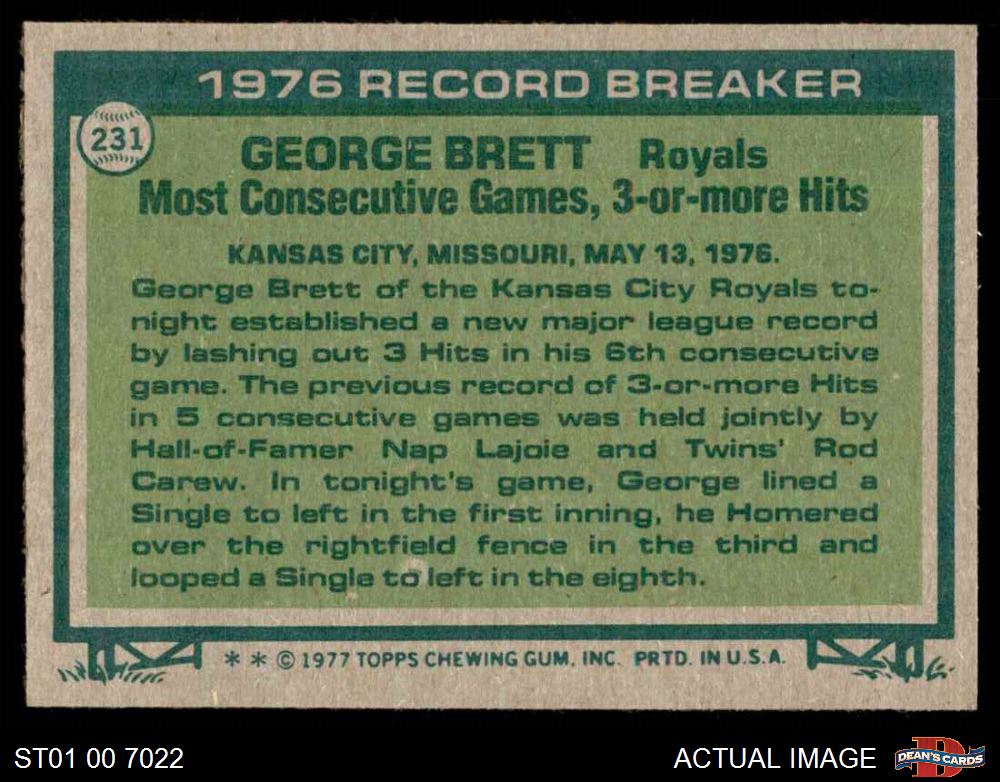 1976 RECORD BREAKER
231
GEORGE BRETT Royals
Most Consecutive Games, 3-or-more Hits
KANSAS CITY, MISSOURI, MAY 13, 1976.
George Brett of the Kansas City Royals to-
night established a new major league record
by lashing out 3 Hits in his 6th consecutive
game. The previous record of 3-or-more Hits
in 5 consecutive games was held jointly by
Hall-of-Famer Nap Lajoie and Twins' Rod
Carew. In tonight's game, George lined a
Single to left in the first inning, he Homered
over the rightfield fence in the third and
looped a Single to left in the eighth.
* * © 1977 TOPPS CHEWING GUM, INC. PRTD. IN U.S.A.
ST01 00 7022
ACTUAL IMAGE
D
DEAN'S CARDS